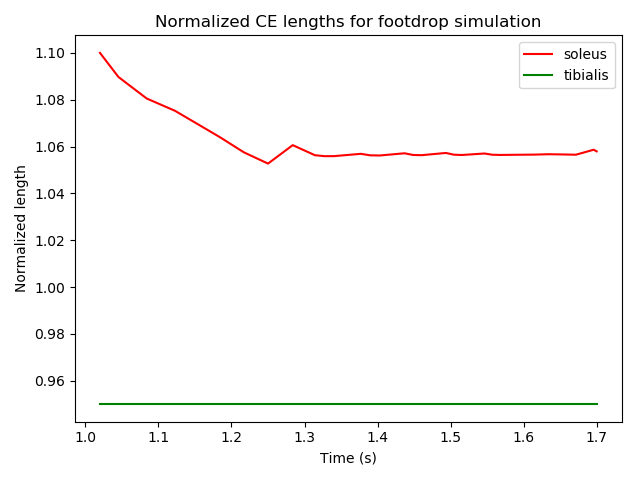 Normalized CE lengths for footdrop simulation
soleus
tibialis
Normalized length
1.10
1.08
1.06
1.04
1.02
1.00
0.98
0.96
1.0 1.1 1.2 1.3 1.4 1.5 1.6 1.7
Time (s)